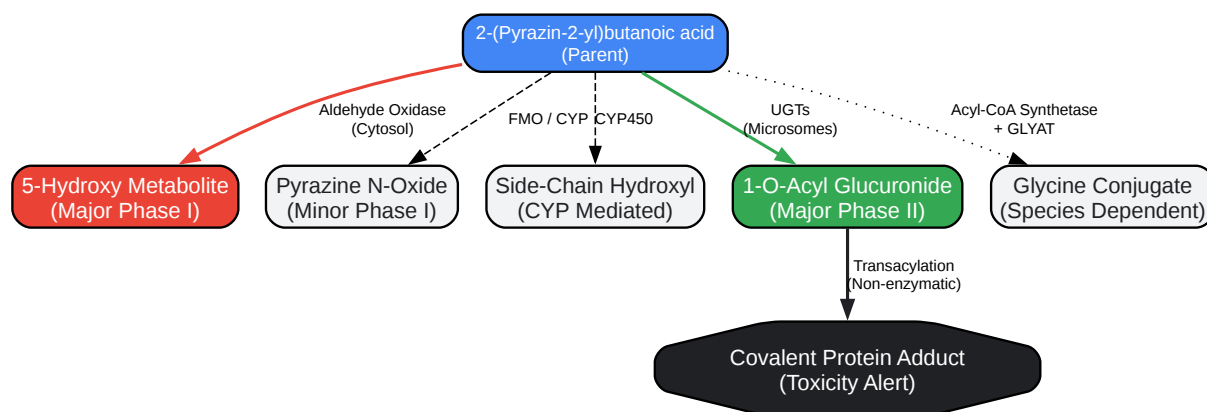 2-(Pyrazin-2-yl)butanoic acid
(Parent)
Aldehyde Oxidase
(Cytosol)
FMO / CYP
CYP450
UGTs
(Microsomes)
Acyl-CoA Synthetase
+ GLYAT
5-Hydroxy Metabolite
(Major Phase I)
Pyrazine N-Oxide
(Minor Phase I)
Side-Chain Hydroxyl
(CYP Mediated)
1-O-Acyl Glucuronide
(Major Phase II)
Glycine Conjugate
(Species Dependent)
Transacylation
(Non-enzymatic)
Covalent Protein Adduct
(Toxicity Alert)